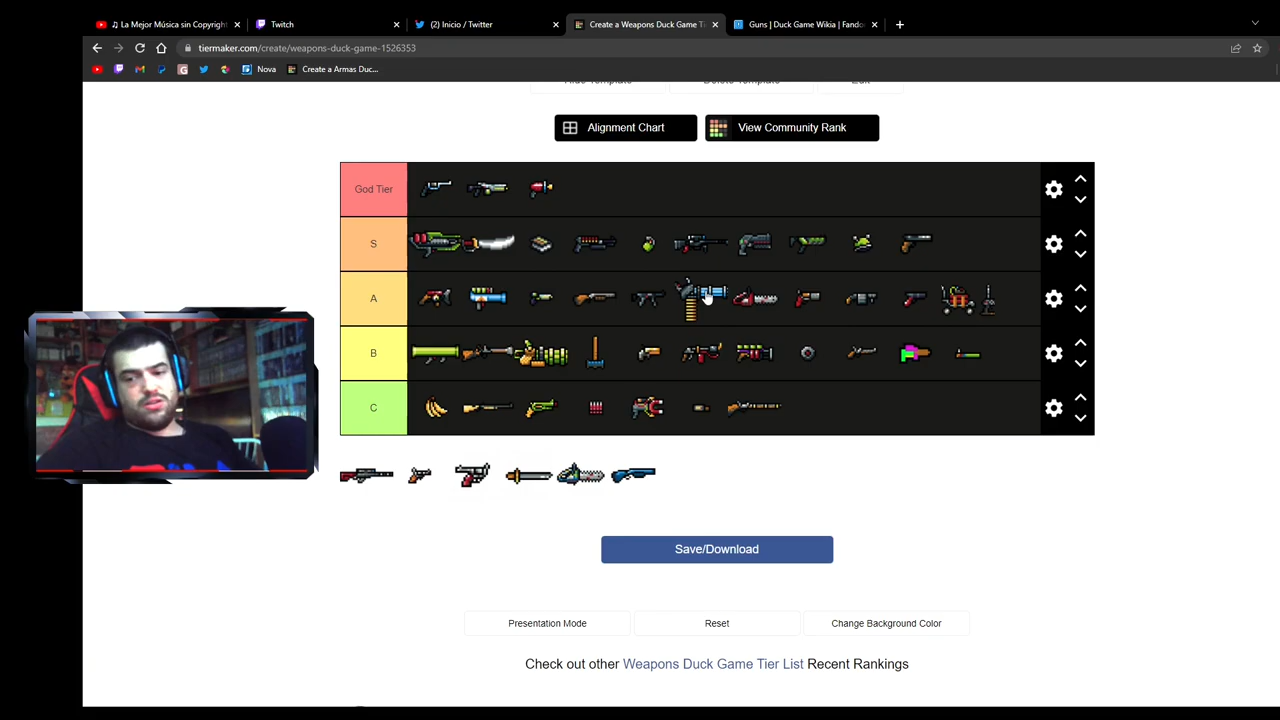 ♫ La Mejor Música sin Copyright
Twitch
(2) Inicio / Twitter
Create a Weapons Duck Game Ti
Guns | Duck Game Wikia | Fando
tiermaker.com/create/weapons-duck-game-1526353
Nova
Create a Armas Duc...
Alignment Chart
View Community Rank
God Tier
S
A
B
C
Save/Download
Presentation Mode
Reset
Change Background Color
Check out other Weapons Duck Game Tier List Recent Rankings